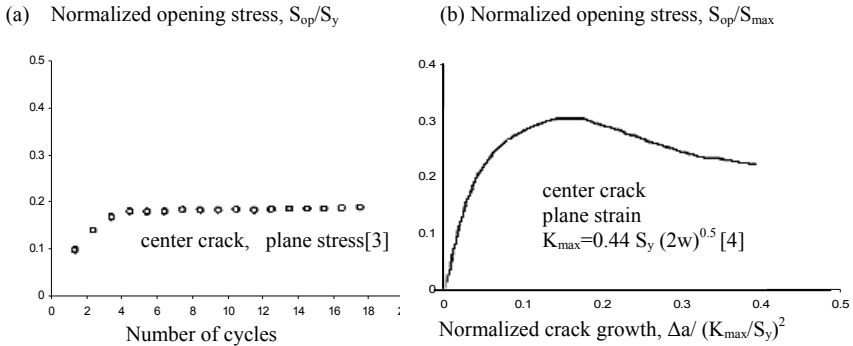 (a) Normalized opening stress, Sop/Sy
0.5
0.4
0.3
0.2
0.1
0
center crack, plane stress[3]
0 2 4 6 8 10 12 14 16 18 2
Number of cycles
(b) Normalized opening stress, Sop/Smax
0.4
0.3
0.2
0.1
0
center crack
plane strain
Kmax=0.44 Sy (2w)^0.5 [4]
0 0.1 0.2 0.3 0.4 0.5
Normalized crack growth, Δa/ (Kmax/Sy)^2